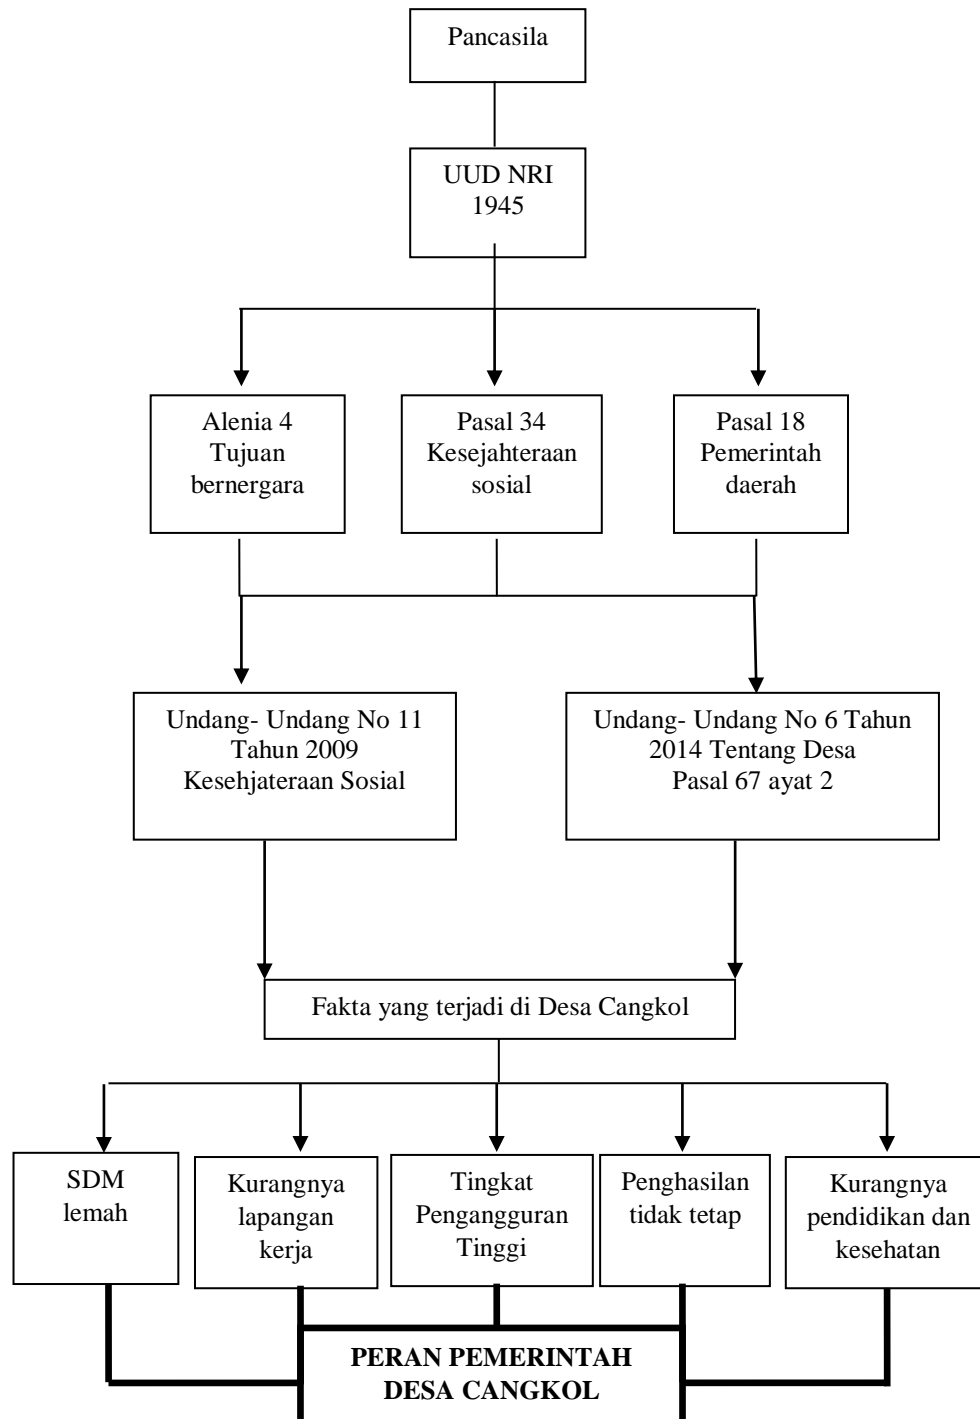 Pancasila
UUD NRI
1945
Alenia 4
Tujuan
bernergara
Pasal 34
Kesejahteraan
sosial
Pasal 18
Pemerintah
daerah
Undang- Undang No 11
Tahun 2009
Kesehjateraan Sosial
Undang- Undang No 6 Tahun
2014 Tentang Desa
Pasal 67 ayat 2
Fakta yang terjadi di Desa Cangkol
SDM
lemah
Kurangnya
lapangan
kerja
Tingkat
Pengangguran
Tinggi
Penghasilan
tidak tetap
Kurangnya
pendidikan dan
kesehatan
PERAN PEMERINTAH
DESA CANGKOL